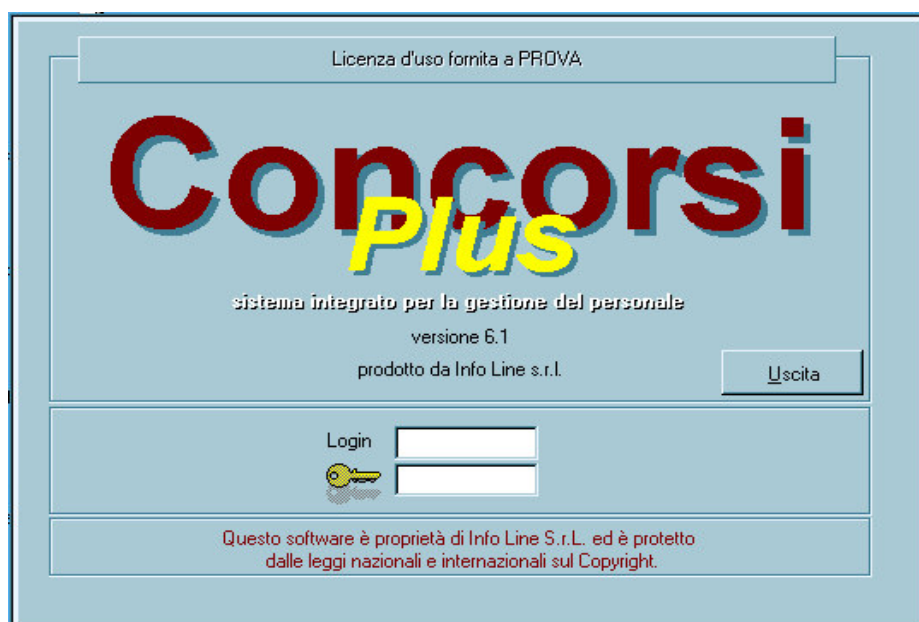 Licenza d'uso fornita a PROVA
Concorsi
Plus
sistema integrato per la gestione del personale
versione 6.1
prodotto da Info Line s.r.l.
Uscita
Login
Questo software è proprietà di Info Line S.r.L. ed è protetto
dalle leggi nazionali e internazionali sul Copyright.